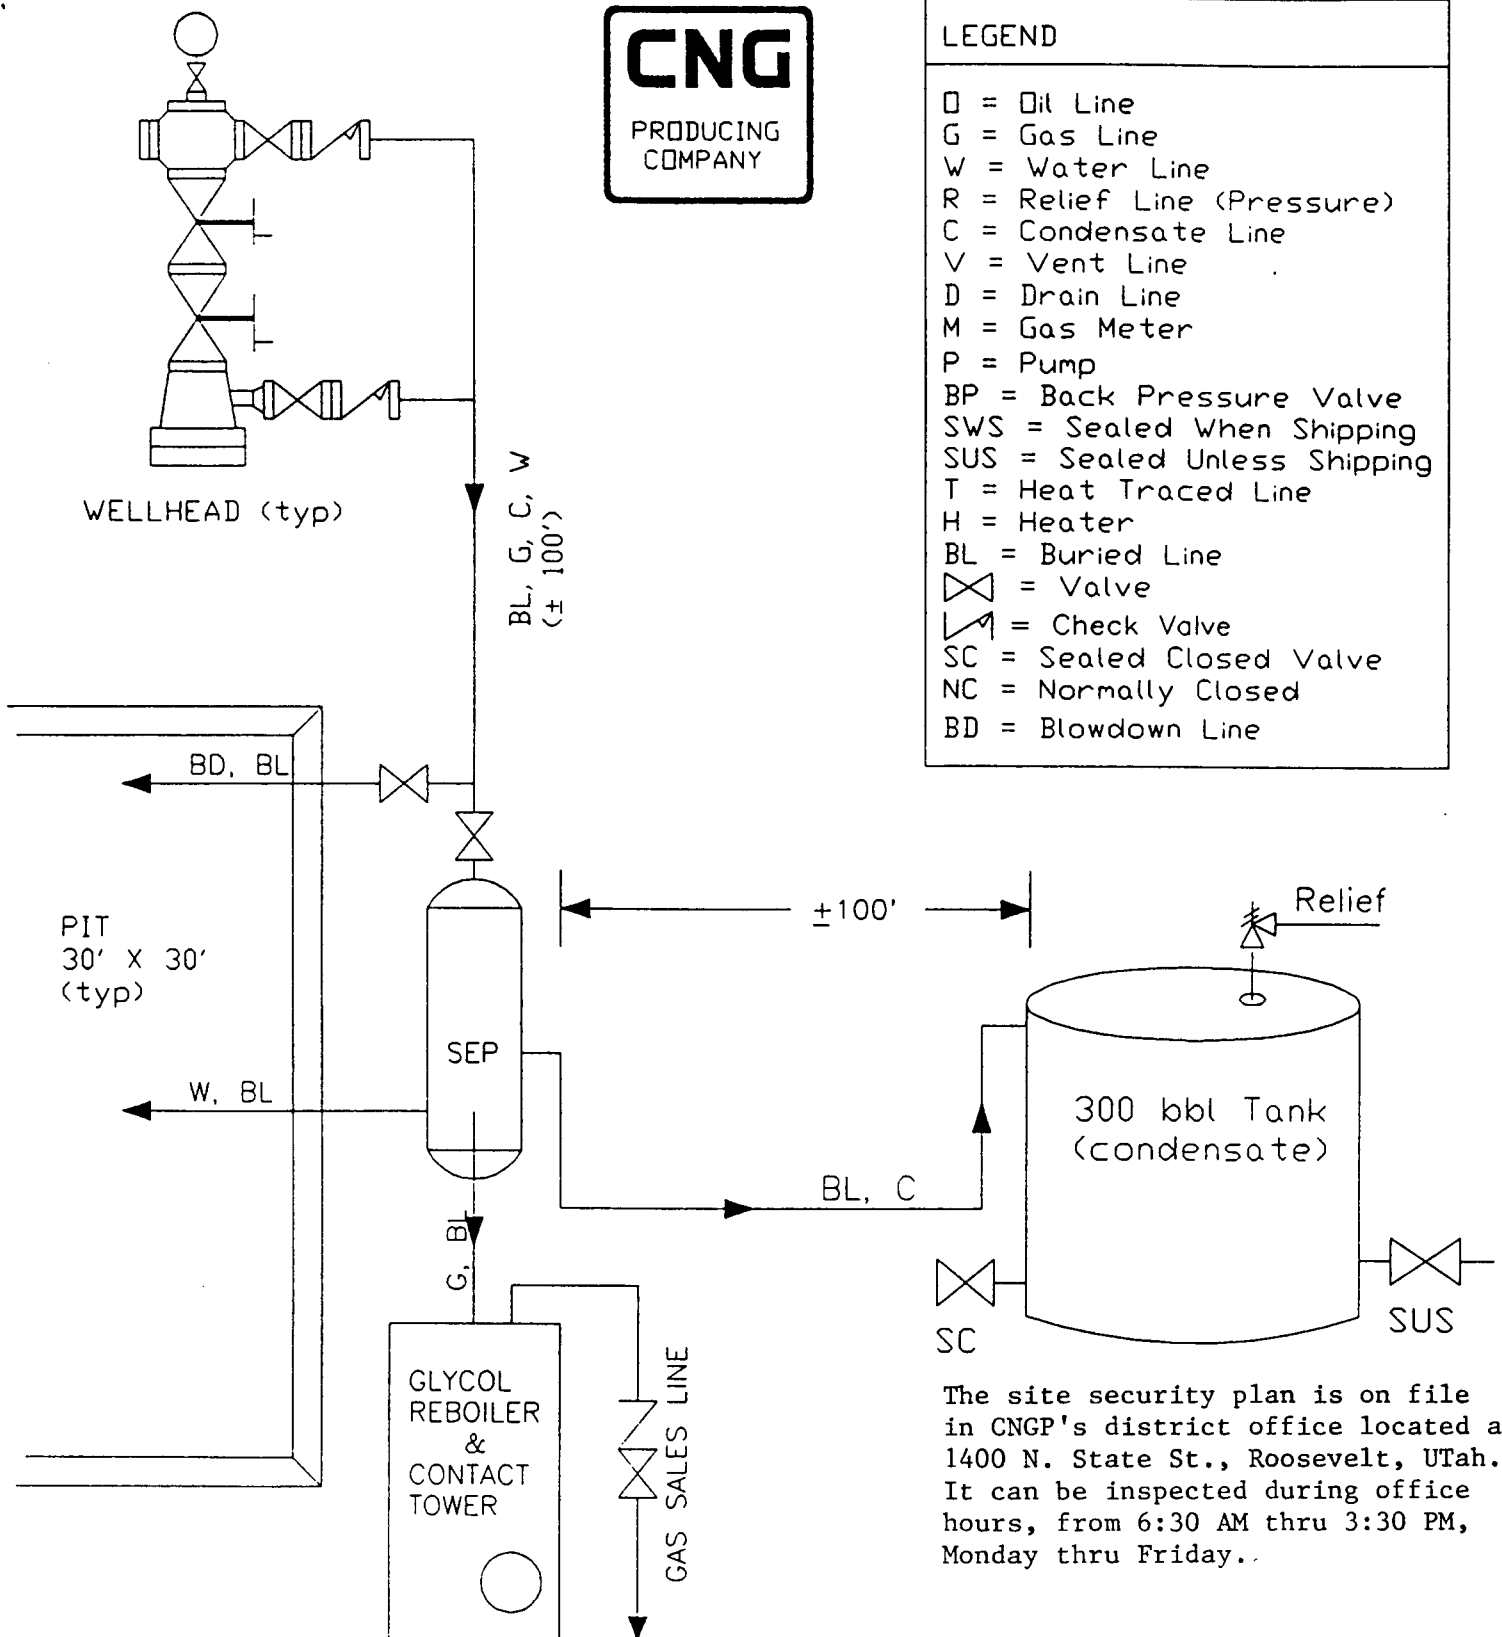 CNG
PRODUCING
COMPANY
LEGEND
O = Oil Line
G = Gas Line
W = Water Line
R = Relief Line (Pressure)
C = Condensate Line
V = Vent Line
D = Drain Line
M = Gas Meter
P = Pump
BP = Back Pressure Valve
SWS = Sealed When Shipping
SUS = Sealed Unless Shipping
T = Heat Traced Line
H = Heater
BL = Buried Line
= Valve
= Check Valve
SC = Sealed Closed Valve
NC = Normally Closed
BD = Blowdown Line
WELLHEAD (typ)
BL, G, C, W
(± 100')
BD, BL
PIT
30' X 30'
(typ)
W, BL
SEP
±100'
Relief
300 bbl Tank
(condensate)
BL, C
G, BL
SC
SUS
GLYCOL
REBOILER
&
CONTACT
TOWER
GAS SALES LINE
The site security plan is on file
in CNGP's district office located a
1400 N. State St., Roosevelt, UTah.
It can be inspected during office
hours, from 6:30 AM thru 3:30 PM,
Monday thru Friday.